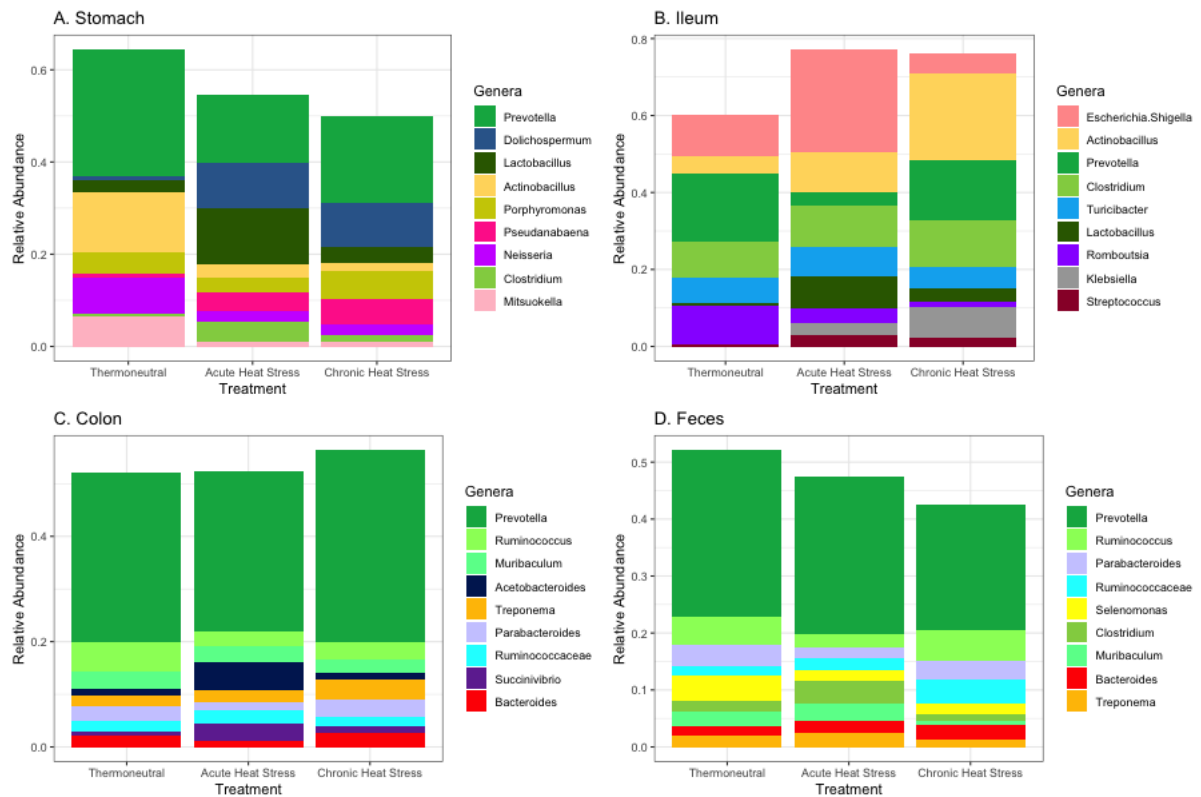 A. Stomach
Relative Abundance
0.6
0.4
0.2
0.0
Thermoneutral Acute Heat Stress Chronic Heat Stress
Treatment
Genera
Prevotella
Dolichospermum
Lactobacillus
Actinobacillus
Porphyromonas
Pseudanabaena
Neisseria
Clostridium
Mitsuokella
B. Ileum
Relative Abundance
0.8
0.6
0.4
0.2
0.0
Thermoneutral Acute Heat Stress Chronic Heat Stress
Treatment
Genera
Escherichia.Shigella
Actinobacillus
Prevotella
Clostridium
Turicibacter
Lactobacillus
Romboutsia
Klebsiella
Streptococcus
C. Colon
Relative Abundance
0.4
0.2
0.0
Thermoneutral Acute Heat Stress Chronic Heat Stress
Treatment
Genera
Prevotella
Ruminococcus
Muribaculum
Acetobacteroides
Treponema
Parabacteroides
Ruminococcaceae
Succinivibrio
Bacteroides
D. Feces
Relative Abundance
0.5
0.4
0.3
0.2
0.1
0.0
Thermoneutral Acute Heat Stress Chronic Heat Stress
Treatment
Genera
Prevotella
Ruminococcus
Parabacteroides
Ruminococcaceae
Selenomonas
Clostridium
Muribaculum
Bacteroides
Treponema